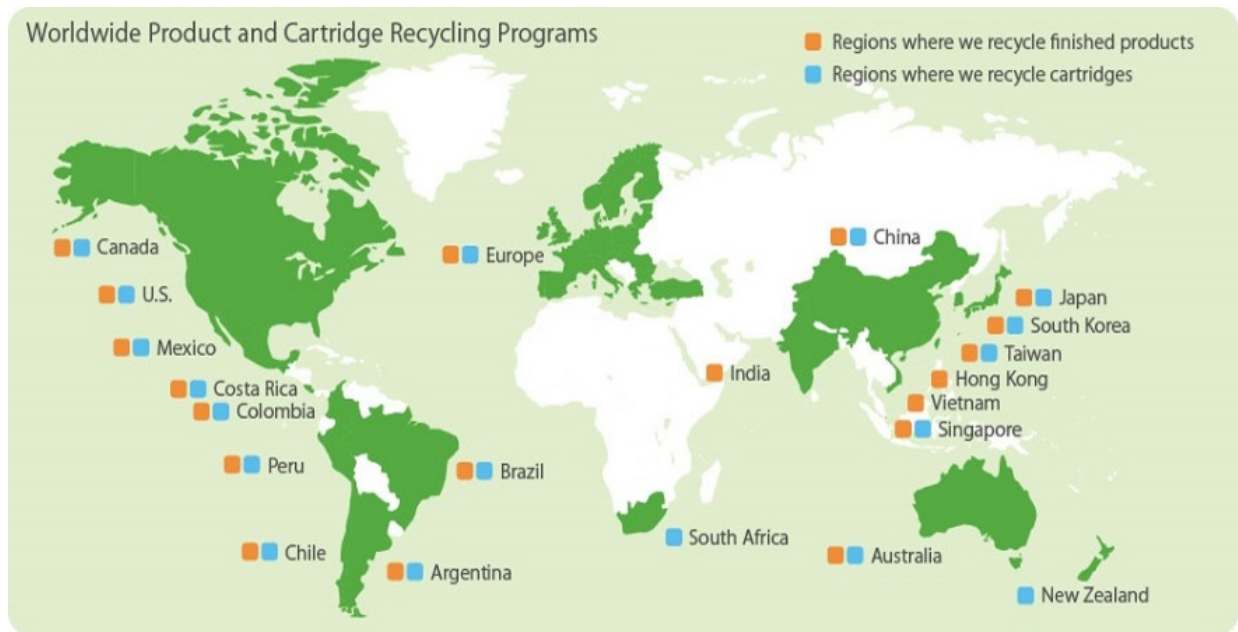 Worldwide Product and Cartridge Recycling Programs
Regions where we recycle finished products
Regions where we recycle cartridges
Canada
U.S.
Mexico
Costa Rica
Colombia
Peru
Chile
Argentina
Brazil
Europe
South Africa
India
China
Japan
South Korea
Taiwan
Hong Kong
Vietnam
Singapore
Australia
New Zealand